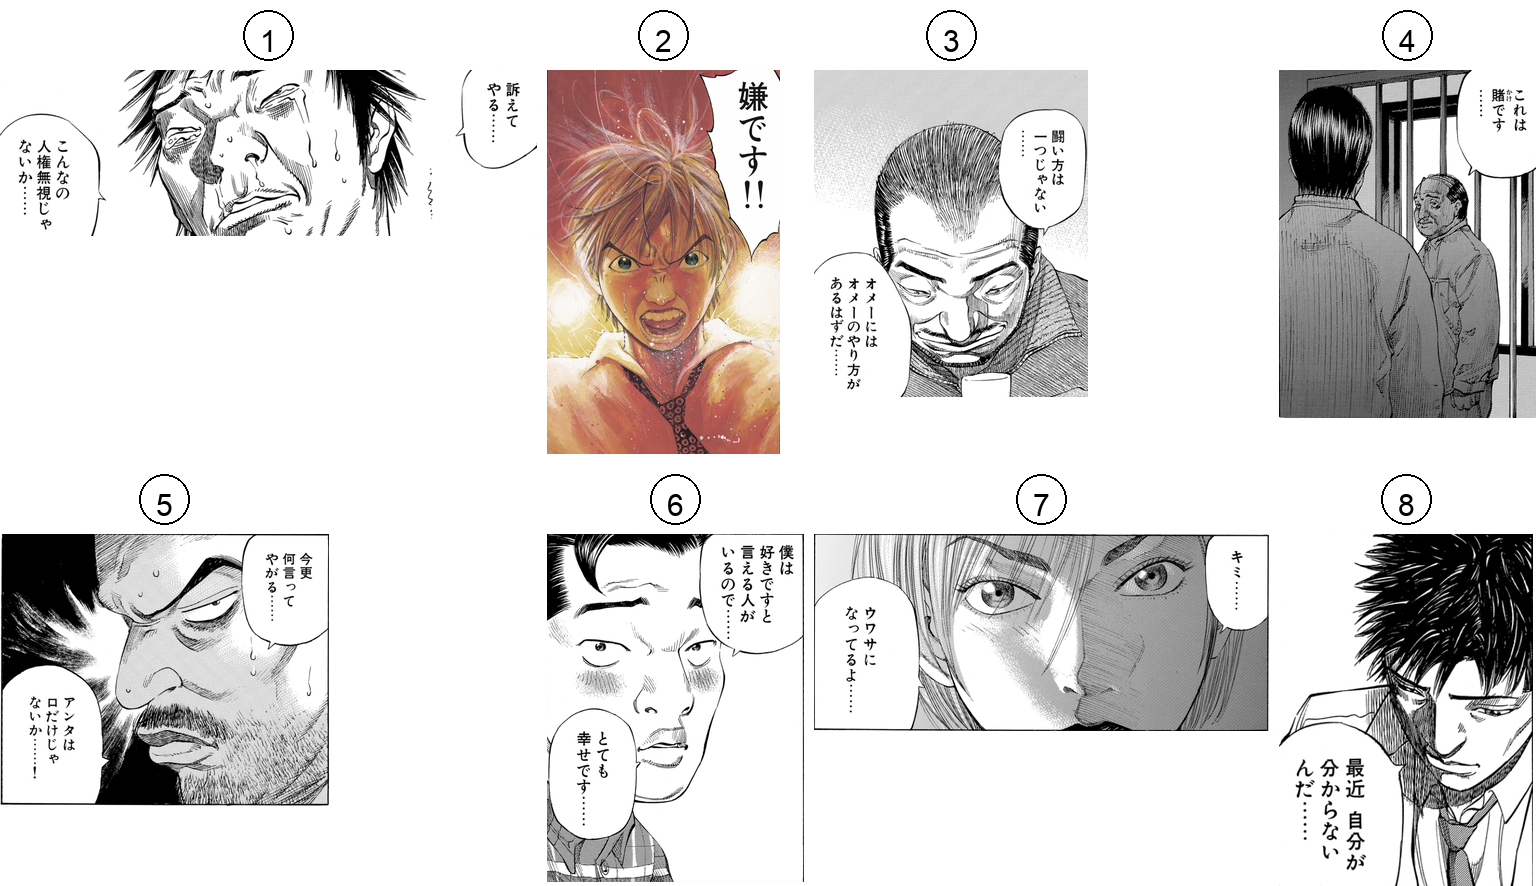 1
訴えて
やる……
こんなの
人権無視じゃ
ないか……
2
嫌です!!
3
闘い方は
一つじゃない
……
オメーには
オメーのやり方が
あるはずだ……
4
これは
賭です
……
かけ
5
今更
何言って
やがる……
アンタは
口だけじゃ
ないか……!
6
僕は
好きですと
言える人が
いるので……
とても
幸せです……
7
キミ……
ウワサに
なってるよ……
8
最近 自分が
分からない
んだ……